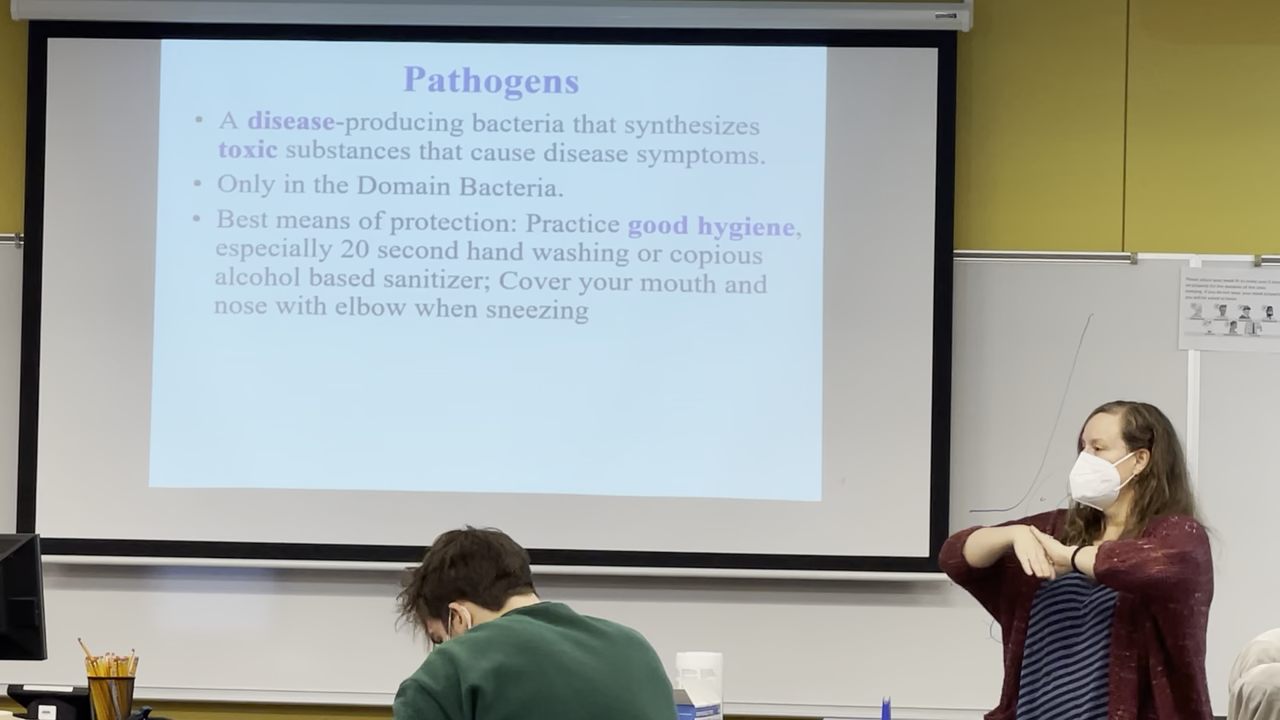 Pathogens
• A disease-producing bacteria that synthesizes
toxic substances that cause disease symptoms.
• Only in the Domain Bacteria.
• Best means of protection: Practice good hygiene,
especially 20 second hand washing or copious
alcohol based sanitizer; Cover your mouth and
nose with elbow when sneezing